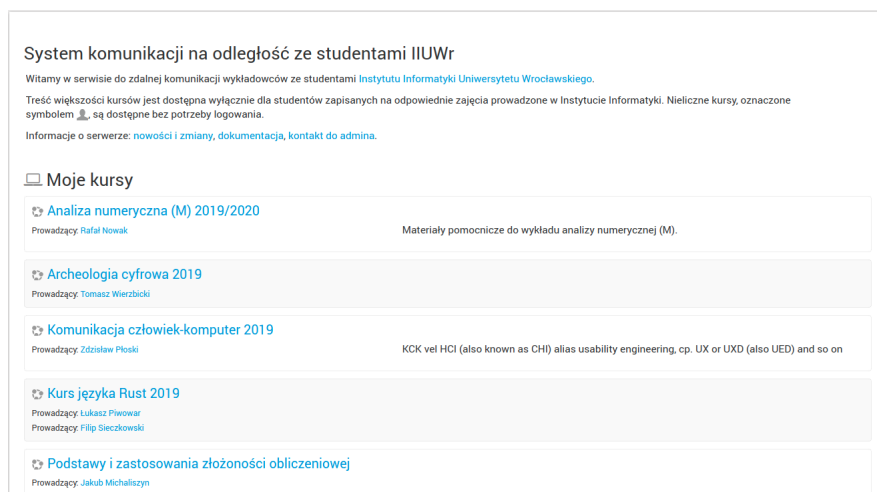 System komunikacji na odległość ze studentami IIUWr
Witamy w serwisie do zdalnej komunikacji wykładowców ze studentami Instytutu Informatyki Uniwersytetu Wrocławskiego.
Treść większości kursów jest dostępna wyłącznie dla studentów zapisanych na odpowiednie zajęcia prowadzone w Instytucie Informatyki. Nieliczne kursy, oznaczone
symbolem , są dostępne bez potrzeby logowania.
Informacje o serwerze: nowości i zmiany, dokumentacja, kontakt do admina.
Moje kursy
Analiza numeryczna (M) 2019/2020
Prowadzący: Rafał Nowak
Materiały pomocnicze do wykładu analizy numerycznej (M).
Archeologia cyfrowa 2019
Prowadzący: Tomasz Wierzbicki
Komunikacja człowiek-komputer 2019
Prowadzący: Zdzisław Płoski
KCK vel HCI (also known as CHI) alias usability engineering, cp. UX or UXD (also UED) and so on
Kurs języka Rust 2019
Prowadzący: Łukasz Piwowar
Prowadzący: Filip Sieczkowski
Podstawy i zastosowania złożoności obliczeniowej
Prowadzący: Jakub Michaliszyn